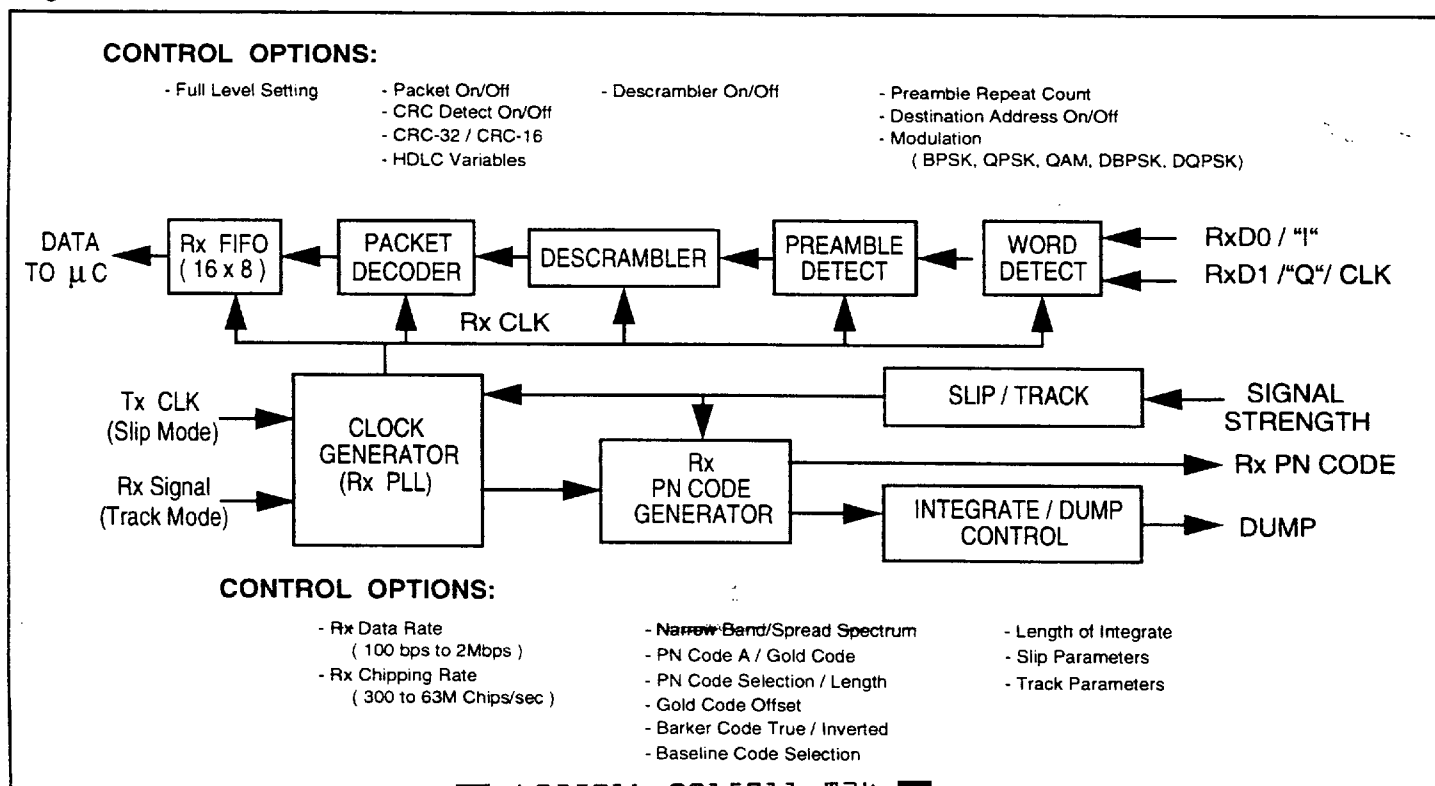 CONTROL OPTIONS:
- Full Level Setting
- Packet On/Off
- CRC Detect On/Off
- CRC-32 / CRC-16
- HDLC Variables
- Descrambler On/Off
- Preamble Repeat Count
- Destination Address On/Off
- Modulation
( BPSK, QPSK, QAM, DBPSK, DQPSK)
DATA
TO µC
Rx FIFO
( 16 x 8 )
PACKET
DECODER
DESCRAMBLER
PREAMBLE
DETECT
WORD
DETECT
RxD0 / "I"
RxD1 /"Q"/ CLK
Rx CLK
Tx CLK
(Slip Mode)
Rx Signal
(Track Mode)
CLOCK
GENERATOR
(Rx PLL)
SLIP / TRACK
SIGNAL
STRENGTH
Rx
PN CODE
GENERATOR
Rx PN CODE
INTEGRATE / DUMP
CONTROL
DUMP
CONTROL OPTIONS:
- Rx Data Rate
( 100 bps to 2Mbps )
- Rx Chipping Rate
( 300 to 63M Chips/sec )
- Narrow Band/Spread Spectrum
- PN Code A / Gold Code
- PN Code Selection / Length
- Gold Code Offset
- Barker Code True / Inverted
- Baseline Code Selection
- Length of Integrate
- Slip Parameters
- Track Parameters